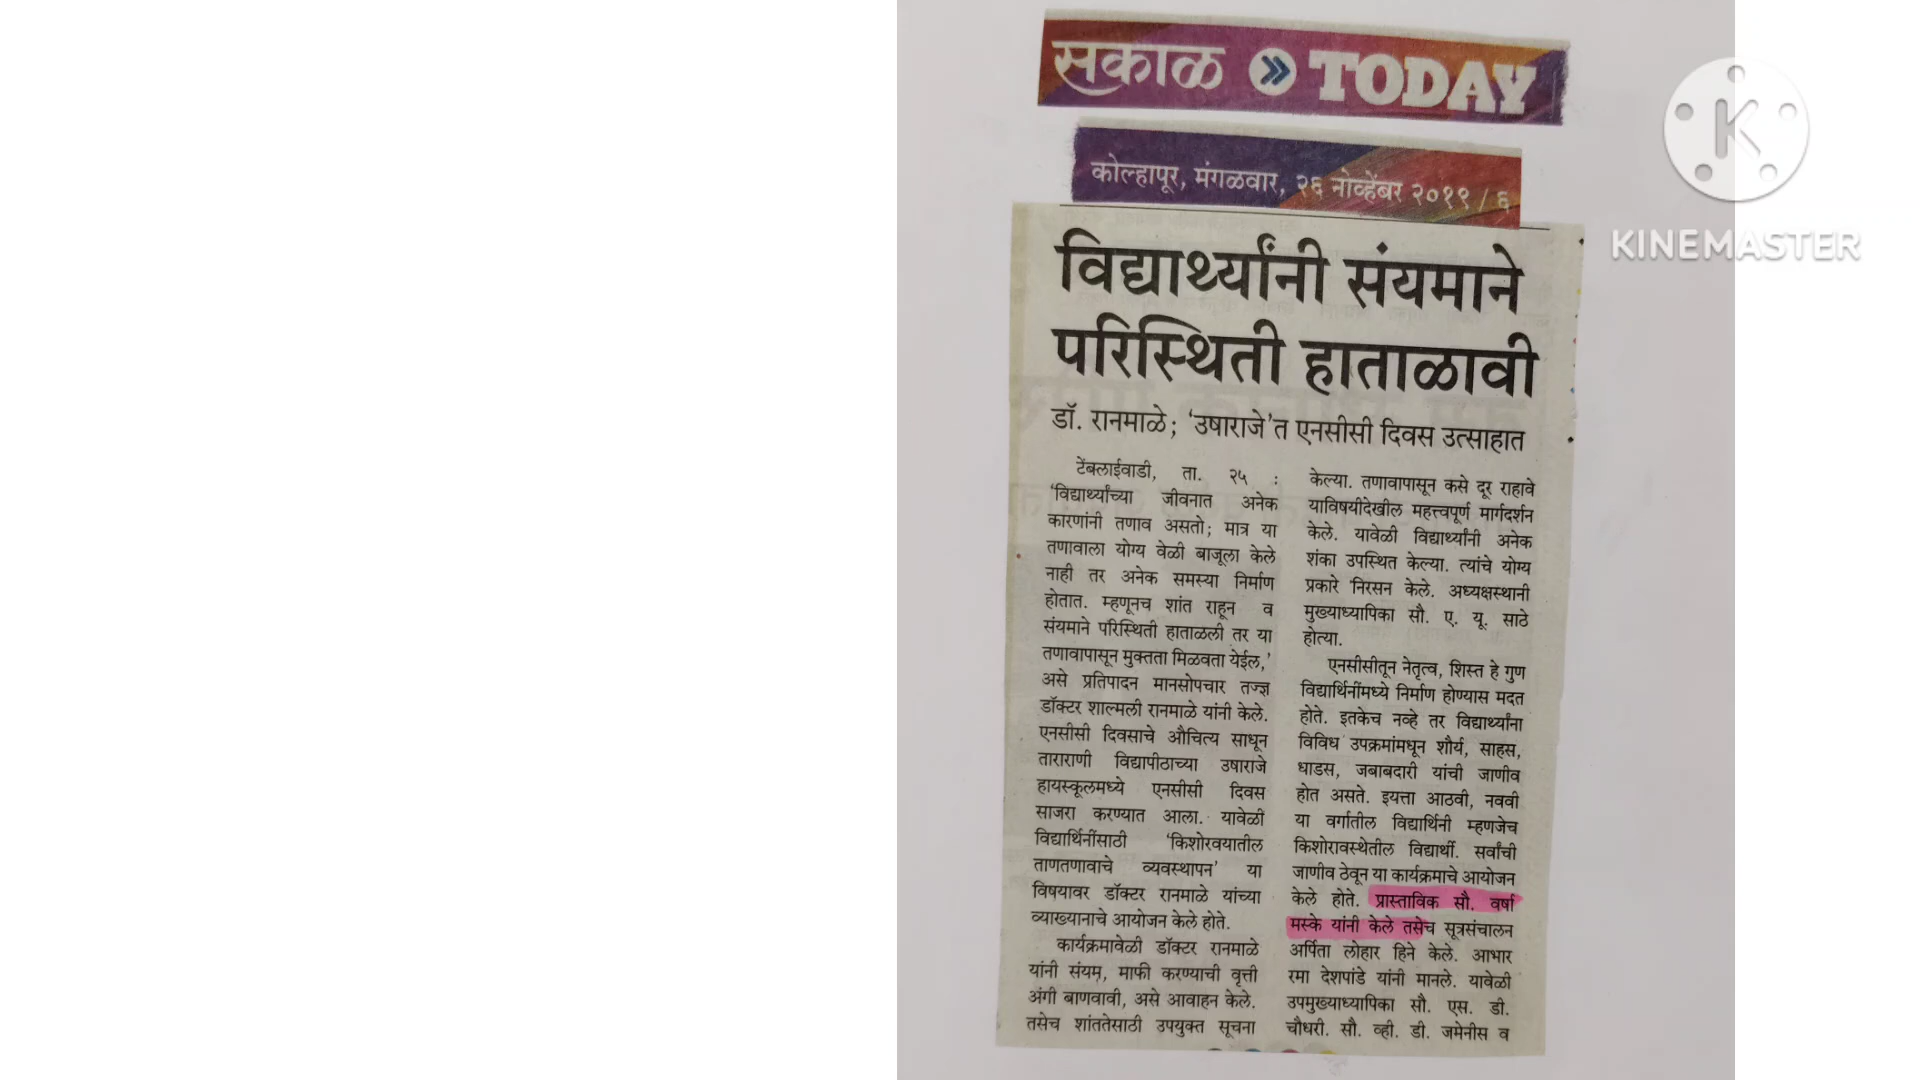 सकाळ » TODAY
कोल्हापूर, मंगळवार, २६ नोव्हेंबर २०१९ / ६
विद्यार्थ्यांनी संयमाने
परिस्थिती हाताळावी
डॉ. रानमाळे; ‘उषाराजे’त एनसीसी दिवस उत्साहात
टेंबलाईवाडी, ता. २५ :
‘विद्यार्थ्यांच्या जीवनात अनेक
कारणांनी तणाव असतो; मात्र या
तणावाला योग्य वेळी बाजूला केले
नाही तर अनेक समस्या निर्माण
होतात. म्हणूनच शांत राहून व
संयमाने परिस्थिती हाताळली तर या
तणावापासून मुक्तता मिळवता येईल,’
असे प्रतिपादन मानसोपचार तज्ज्ञ
डॉक्टर शाल्मली रानमाळे यांनी केले.
एनसीसी दिवसाचे औचित्य साधून
ताराराणी विद्यापीठाच्या उषाराजे
हायस्कूलमध्ये एनसीसी दिवस
साजरा करण्यात आला. यावेळी
विद्यार्थिनींसाठी ‘किशोरवयातील
ताणतणावाचे व्यवस्थापन’ या
विषयावर डॉक्टर रानमाळे यांच्या
व्याख्यानाचे आयोजन केले होते.
कार्यक्रमावेळी डॉक्टर रानमाळे
यांनी संयम, माफी करण्याची वृत्ती
अंगी बाणवावी, असे आवाहन केले.
तसेच शांततेसाठी उपयुक्त सूचना
केल्या. तणावापासून कसे दूर राहावे
याविषयीदेखील महत्त्वपूर्ण मार्गदर्शन
केले. यावेळी विद्यार्थ्यांनी अनेक
शंका उपस्थित केल्या. त्यांचे योग्य
प्रकारे निरसन केले. अध्यक्षस्थानी
मुख्याध्यापिका सौ. ए. यू. साठे
होत्या.
एनसीसीतून नेतृत्व, शिस्त हे गुण
विद्यार्थिनींमध्ये निर्माण होण्यास मदत
होते. इतकेच नव्हे तर विद्यार्थ्यांना
विविध उपक्रमांमधून शौर्य, साहस,
धाडस, जबाबदारी यांची जाणीव
होत असते. इयत्ता आठवी, नववी
या वर्गातील विद्यार्थिनी म्हणजेच
किशोरावस्थेतील विद्यार्थी. सर्वांची
जाणीव ठेवून या कार्यक्रमाचे आयोजन
केले होते. प्रास्ताविक सौ. वर्षा
मस्के यांनी केले तसेच सूत्रसंचालन
अर्पिता लोहार हिने केले. आभार
रमा देशपांडे यांनी मानले. यावेळी
उपमुख्याध्यापिका सौ. एस. डी.
चौधरी. सौ. व्ही. डी. जमेनीस व
KINEMASTER